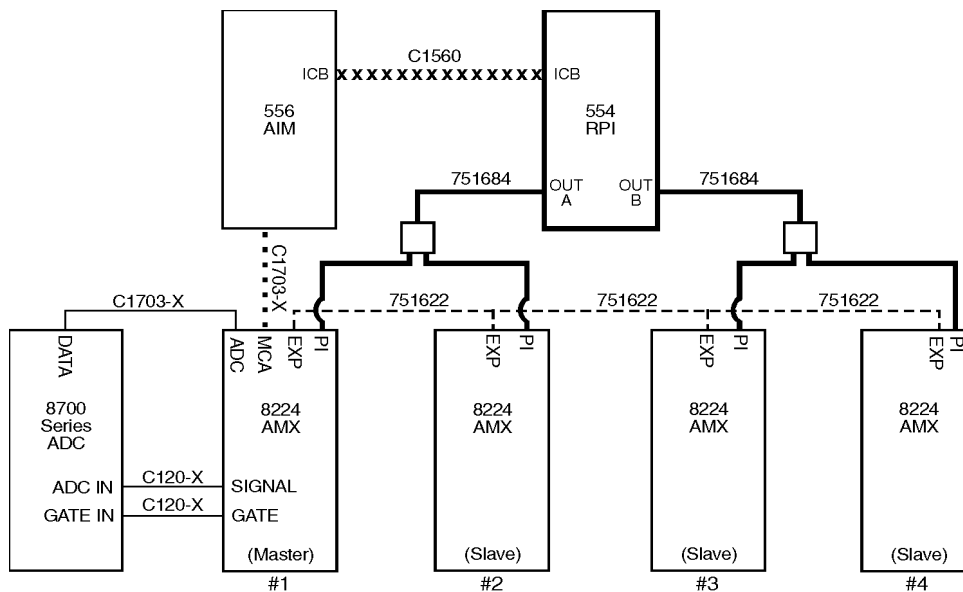 C1560
ICB
ICB
556
AIM
554
RPI
751684
OUT
A
OUT
B
751684
C1703-X
C1703-X
751622
751622
751622
DATA
ADC
MCA
EXP
PI
EXP
PI
EXP
PI
EXP
PI
8700
Series
ADC
8224
AMX
8224
AMX
8224
AMX
8224
AMX
ADC IN
C120-X
SIGNAL
GATE IN
C120-X
GATE
(Master)
(Slave)
(Slave)
(Slave)
#1
#2
#3
#4